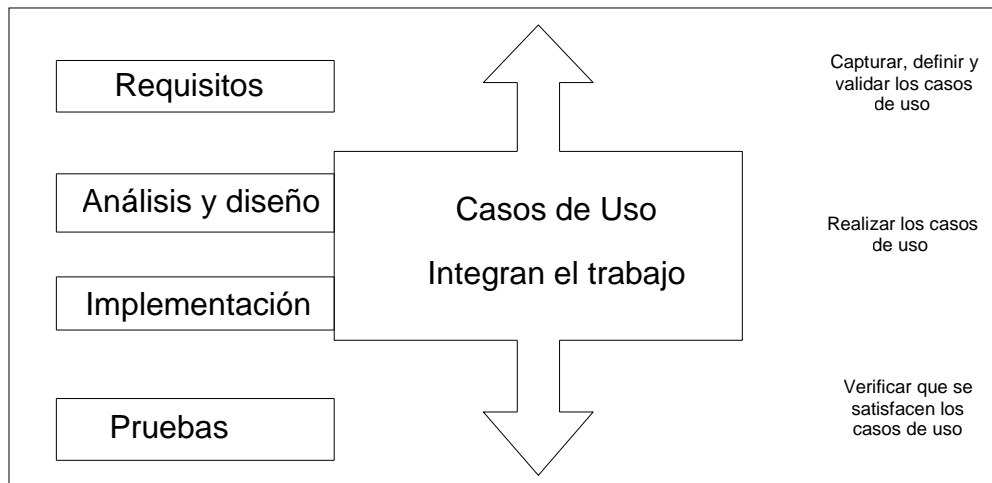 Requisitos
Análisis y diseño
Implementación
Pruebas
Casos de Uso
Integran el trabajo
Capturar, definir y
validar los casos
de uso
Realizar los casos
de uso
Verificar que se
satisfacen los
casos de uso